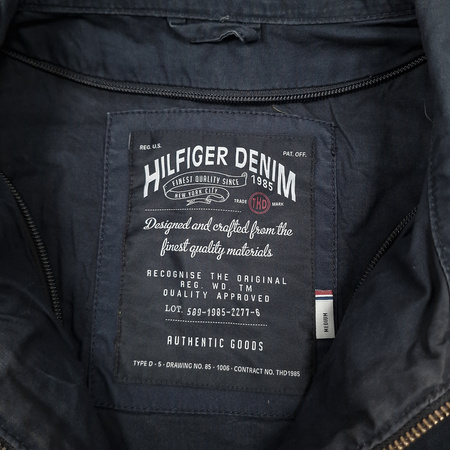 REG. U.S.
PAT. OFF.
HILFIGER DENIM
FINEST QUALITY SINCE 1985
NEW YORK CITY
TRADE THD MARK
Designed and crafted from the
finest quality materials
RECOGNISE THE ORIGINAL
REG. WD. TM
QUALITY APPROVED
LOT. 589-1985-2277-6
AUTHENTIC GOODS
TYPE D - 5 - DRAWING NO. 85 - 1006 - CONTRACT NO. THD1985
MEDIUM